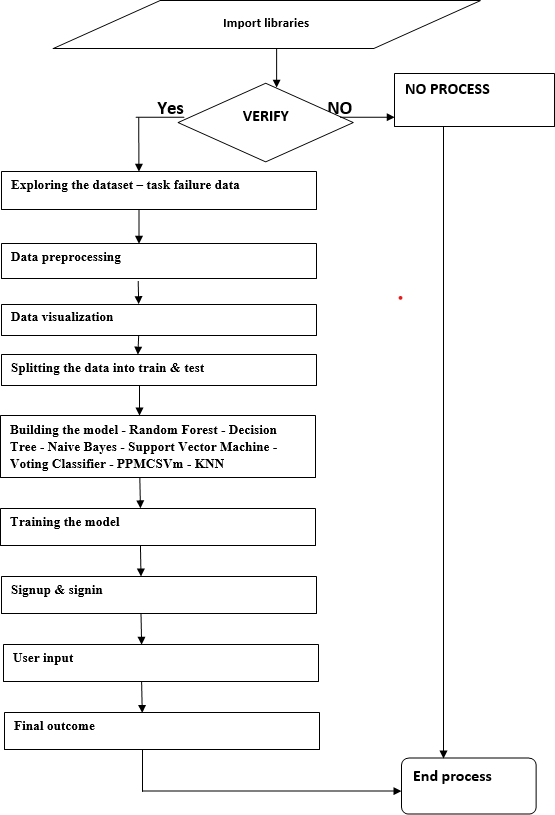 Import libraries
Yes
VERIFY
NO
NO PROCESS
Exploring the dataset – task failure data
Data preprocessing
Data visualization
Splitting the data into train & test
Building the model - Random Forest - Decision
Tree - Naive Bayes - Support Vector Machine -
Voting Classifier - PPMCSVm - KNN
Training the model
Signup & signin
User input
Final outcome
End process